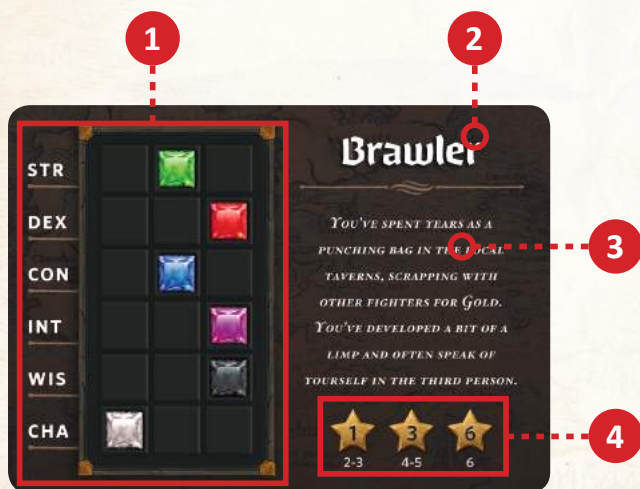 1
2
STR
DEX
CON
INT
WIS
CHA
Brawler
You've spent years as a
punching bag in the local
taverns, scrapping with
other fighters for Gold.
You've developed a bit of a
limp and often speak of
yourself in the third person.
3
1 3 6
2-3 4-5 6
4